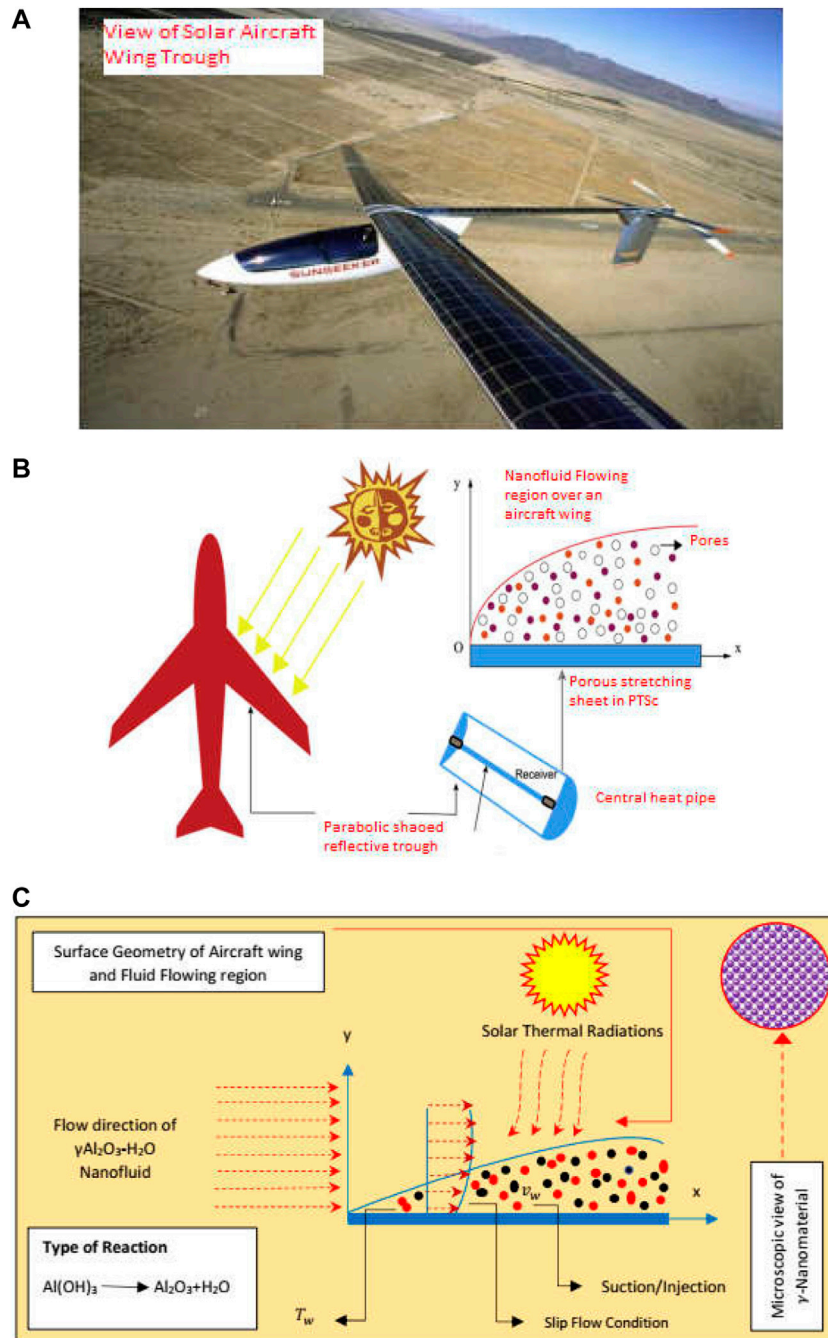 A
View of Solar Aircraft
Wing Trough
SUNSEEKER
B
Nanofluid Flowing
region over an
aircraft wing
y
Pores
O
x
Porous stretching
sheet in PTSc
Receiver
Central heat pipe
Parabolic shaoed
reflective trough
C
Surface Geometry of Aircraft wing
and Fluid Flowing region
Solar Thermal Radiations
y
Flow direction of
γAl₂O₃-H₂O
Nanofluid
v_w
x
Type of Reaction
Al(OH)₃ ⟶ Al₂O₃+H₂O
Suction/Injection
T_w
Slip Flow Condition
Microscopic view of
γ-Nanomaterial